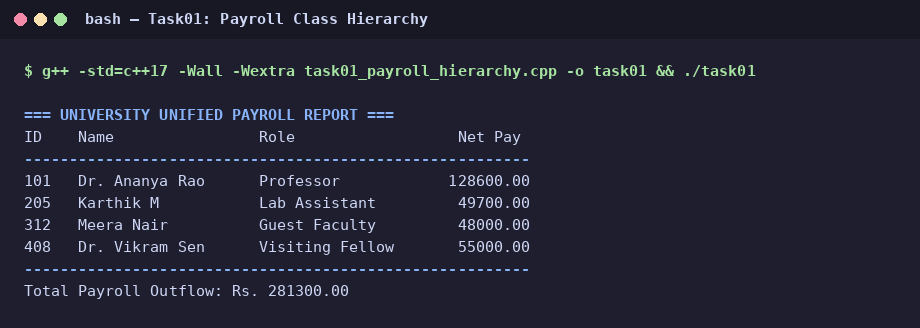 bash — Task01: Payroll Class Hierarchy
$ g++ -std=c++17 -Wall -Wextra task01_payroll_hierarchy.cpp -o task01 && ./task01
=== UNIVERSITY UNIFIED PAYROLL REPORT ===
ID    Name                Role                  Net Pay
--------------------------------------------------------
101   Dr. Ananya Rao      Professor            128600.00
205   Karthik M           Lab Assistant         49700.00
312   Meera Nair          Guest Faculty         48000.00
408   Dr. Vikram Sen      Visiting Fellow       55000.00
--------------------------------------------------------
Total Payroll Outflow: Rs. 281300.00